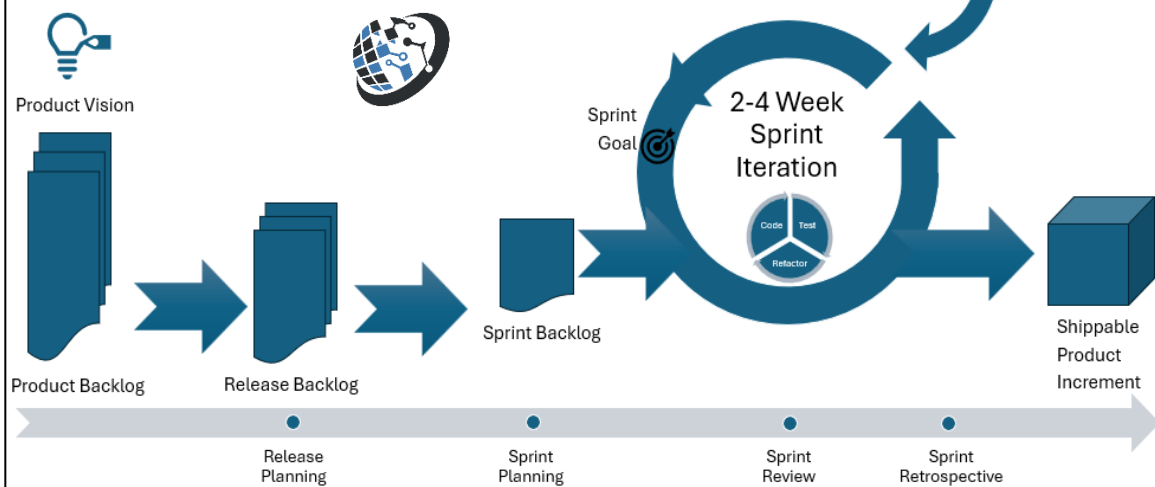 Product Vision
Sprint
Goal
2-4 Week
Sprint
Iteration
Code
Test
Refactor
Sprint Backlog
Product Backlog
Release Backlog
Shippable
Product
Increment
Release
Planning
Sprint
Planning
Sprint
Review
Sprint
Retrospective